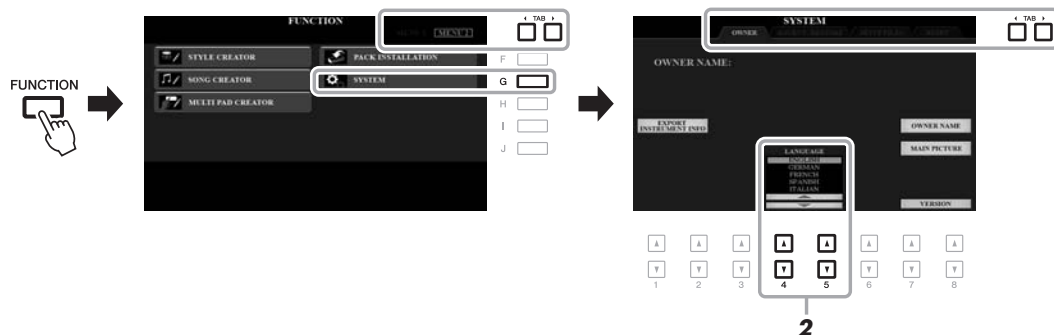 FUNCTION
FUNCTION
MENU 1 MENU 2
TAB
STYLE CREATOR
SONG CREATOR
MULTI PAD CREATOR
PACK INSTALLATION
SYSTEM
F
G
H
I
J
SYSTEM
TAB
OWNER
OWNER NAME:
EXPORT
INSTRUMENT INFO
LANGUAGE
ENGLISH
GERMAN
FRENCH
SPANISH
ITALIAN
OWNER NAME
MAIN PICTURE
VERSION
1 2 3 4 5 6 7 8
2